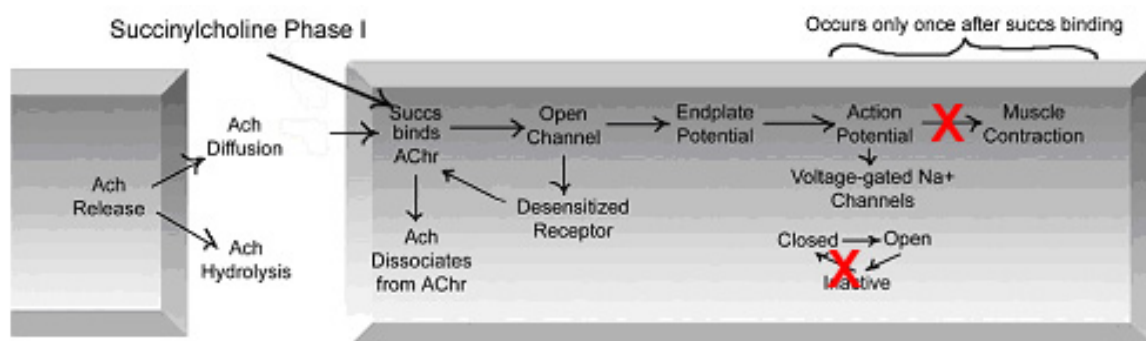 Occurs only once after succs binding
Succinylcholine Phase I
Succs
binds
AChr
Open
Channel
Endplate
Potential
Action
Potential
X
Muscle
Contraction
Ach
Diffusion
Ach
Release
Ach
Hydrolysis
Ach
Dissociates
from AChr
Desensitized
Receptor
Voltage-gated Na+
Channels
Closed
Open
X
Inactive